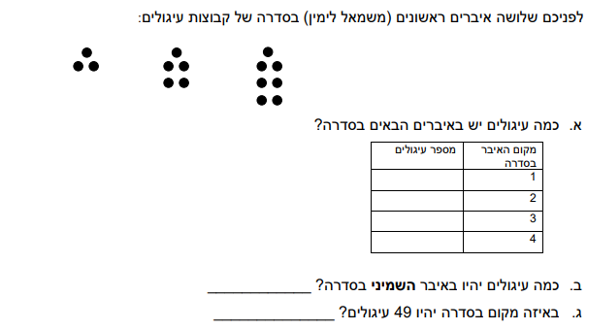 לפניכם שלושה איברים ראשונים (משמאל לימין) בסדרה של קבוצות עיגולים:
א. כמה עיגולים יש באיברים הבאים בסדרה?
מקום האיבר בסדרה מספר עיגולים
1
2
3
4
ב. כמה עיגולים יהיו באיבר השמיני בסדרה? ____________
ג. באיזה מקום בסדרה יהיו 49 עיגולים? ______________